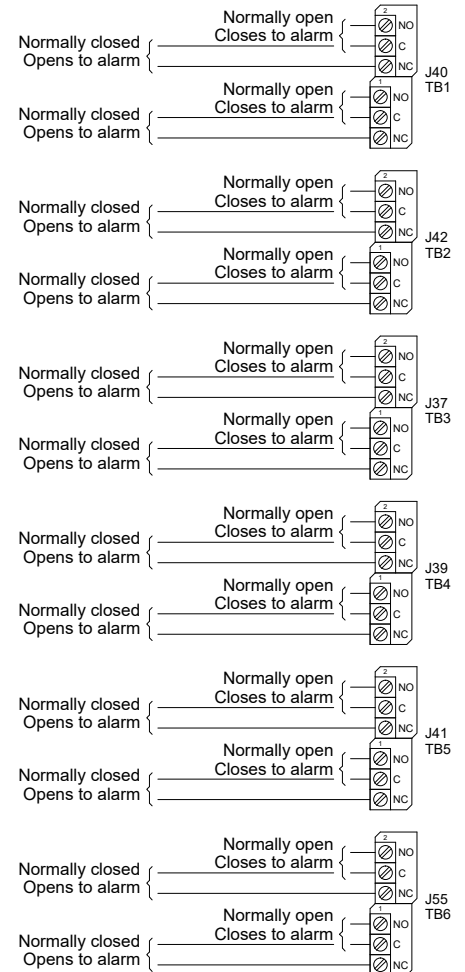 2
Normally open
Closes to alarm
NO
Normally closed
Opens to alarm
C
NC
J40
TB1
1
Normally open
Closes to alarm
NO
Normally closed
Opens to alarm
C
NC
2
Normally open
Closes to alarm
NO
Normally closed
Opens to alarm
C
NC
J42
TB2
1
Normally open
Closes to alarm
NO
Normally closed
Opens to alarm
C
NC
2
Normally open
Closes to alarm
NO
Normally closed
Opens to alarm
C
NC
J37
TB3
1
Normally open
Closes to alarm
NO
Normally closed
Opens to alarm
C
NC
2
Normally open
Closes to alarm
NO
Normally closed
Opens to alarm
C
NC
J39
TB4
1
Normally open
Closes to alarm
NO
Normally closed
Opens to alarm
C
NC
2
Normally open
Closes to alarm
NO
Normally closed
Opens to alarm
C
NC
J41
TB5
1
Normally open
Closes to alarm
NO
Normally closed
Opens to alarm
C
NC
2
Normally open
Closes to alarm
NO
Normally closed
Opens to alarm
C
NC
J55
TB6
1
Normally open
Closes to alarm
NO
Normally closed
Opens to alarm
C
NC